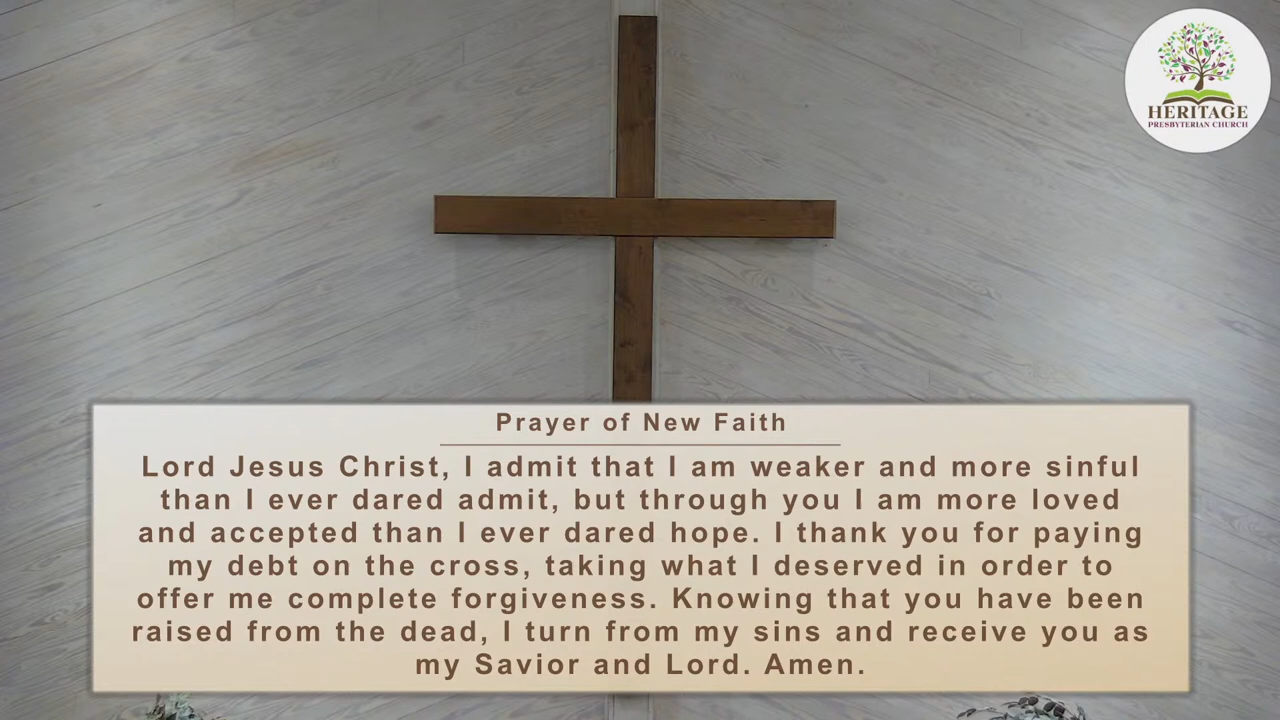 HERITAGE
PRESBYTERIAN CHURCH
Prayer of New Faith
Lord Jesus Christ, I admit that I am weaker and more sinful
than I ever dared admit, but through you I am more loved
and accepted than I ever dared hope. I thank you for paying
my debt on the cross, taking what I deserved in order to
offer me complete forgiveness. Knowing that you have been
raised from the dead, I turn from my sins and receive you as
my Savior and Lord. Amen.